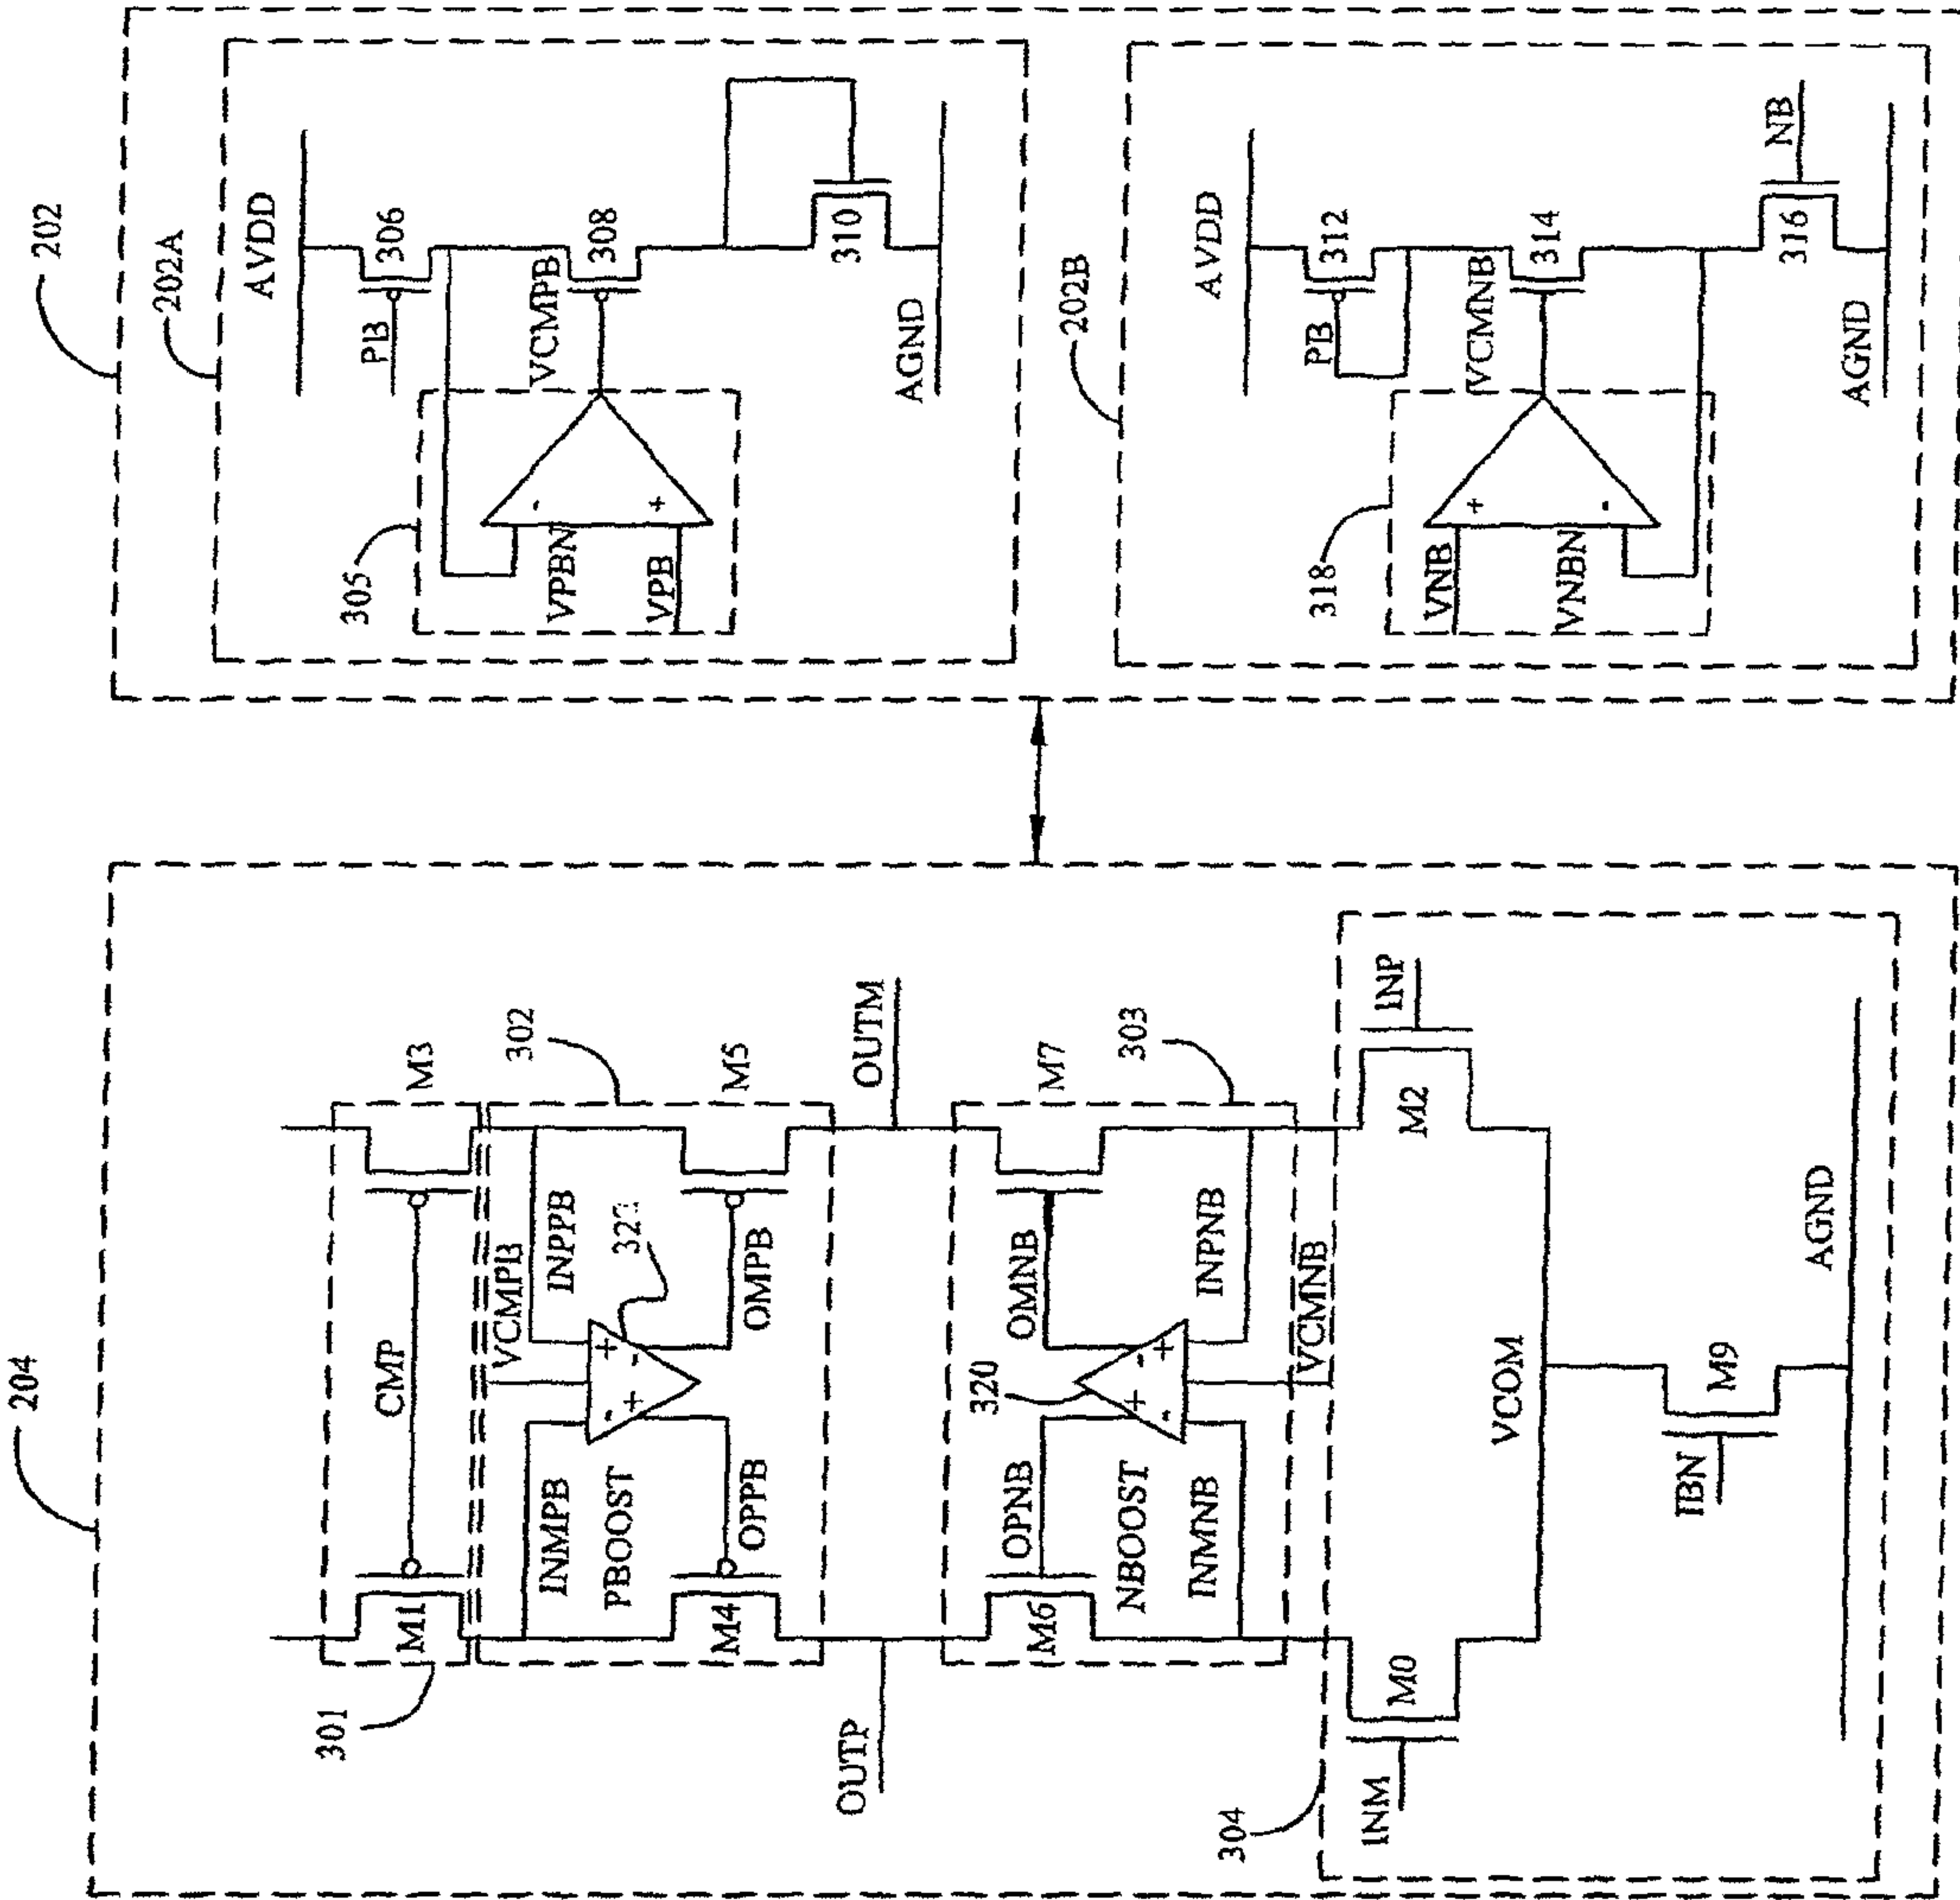 204
301
M1
CMP
M3
VCMPB
INMPB
INPPB
302
PBOOST
- +
+ -
M4
OPPB
OMPB
M5
OUTP
OUTM
M6
OPNB
320
OMNB
M7
+ -
- +
NBOOST
INMNB
INPNB
303
VCMNB
304
INM
M0
M2
INP
VCOM
IBN
M9
AGND
202
202A
AVDD
305
PB
306
VPBN
-
VCMPB
308
VPB
+
310
AGND
202B
AVDD
318
PB
312
VNB
+
VCMNB
314
VNBN
-
NB
316
AGND